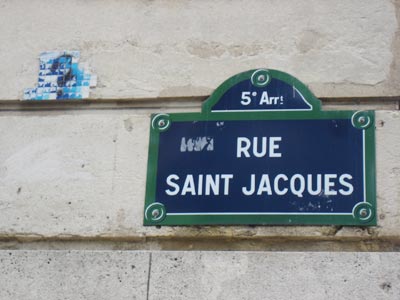 5e Arrt
RUE
SAINT JACQUES